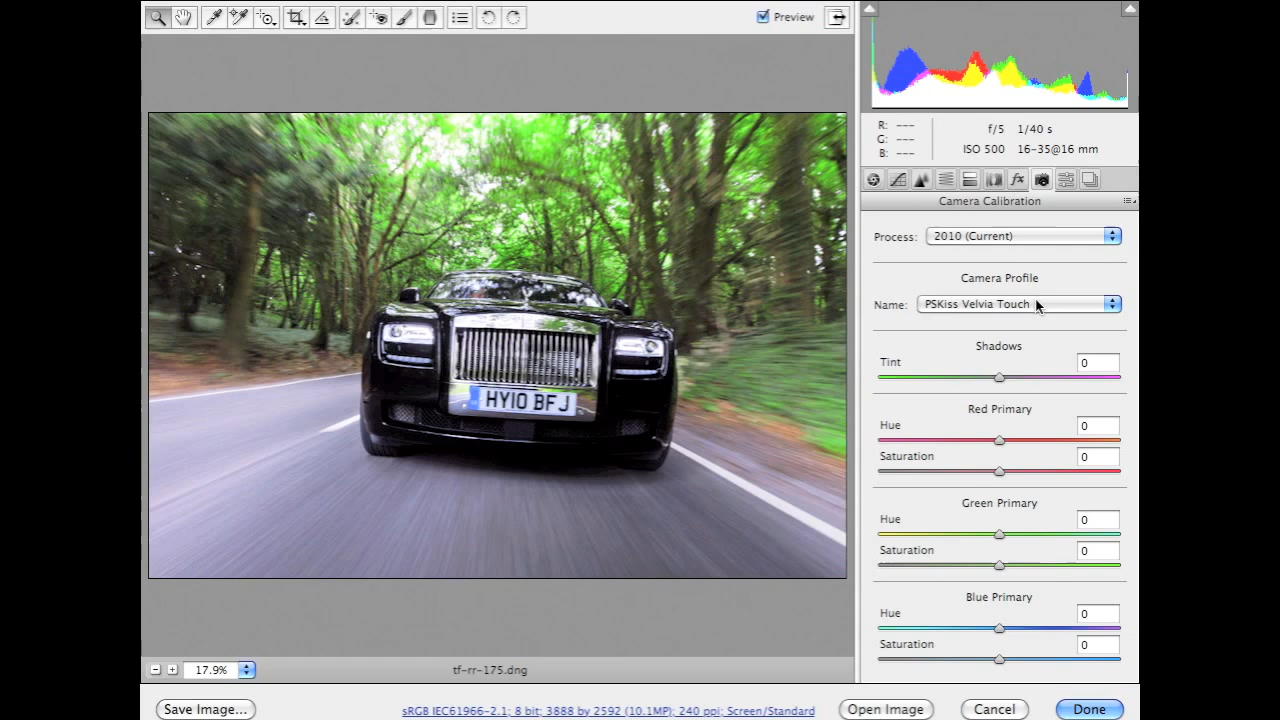 Preview
R: ---
G: ---
B: ---
f/5 1/40 s
ISO 500 16-35@16 mm
fx
Camera Calibration
Process: 2010 (Current)
Camera Profile
Name: PSKiss Velvia Touch
Shadows
Tint 0
Red Primary
Hue 0
Saturation 0
Green Primary
Hue 0
Saturation 0
Blue Primary
Hue 0
Saturation 0
HY10 BFJ
17.9%
tf-rr-175.dng
Save Image...
sRGB IEC61966-2.1; 8 bit; 3888 by 2592 (10.1MP); 240 ppi; Screen/Standard
Open Image
Cancel
Done